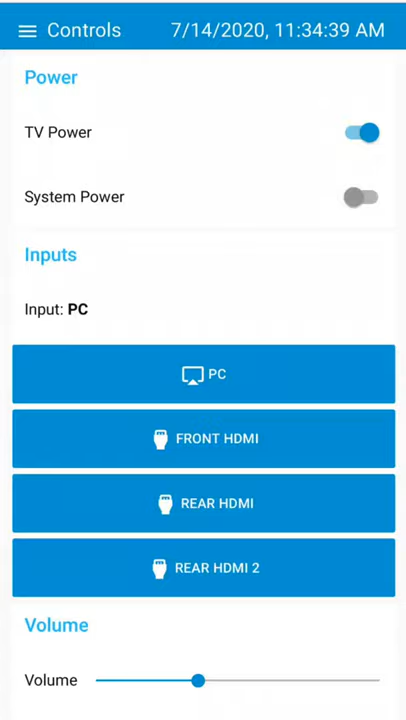 Controls 7/14/2020, 11:34:39 AM
Power
TV Power
System Power
Inputs
Input: PC
PC
FRONT HDMI
REAR HDMI
REAR HDMI 2
Volume
Volume